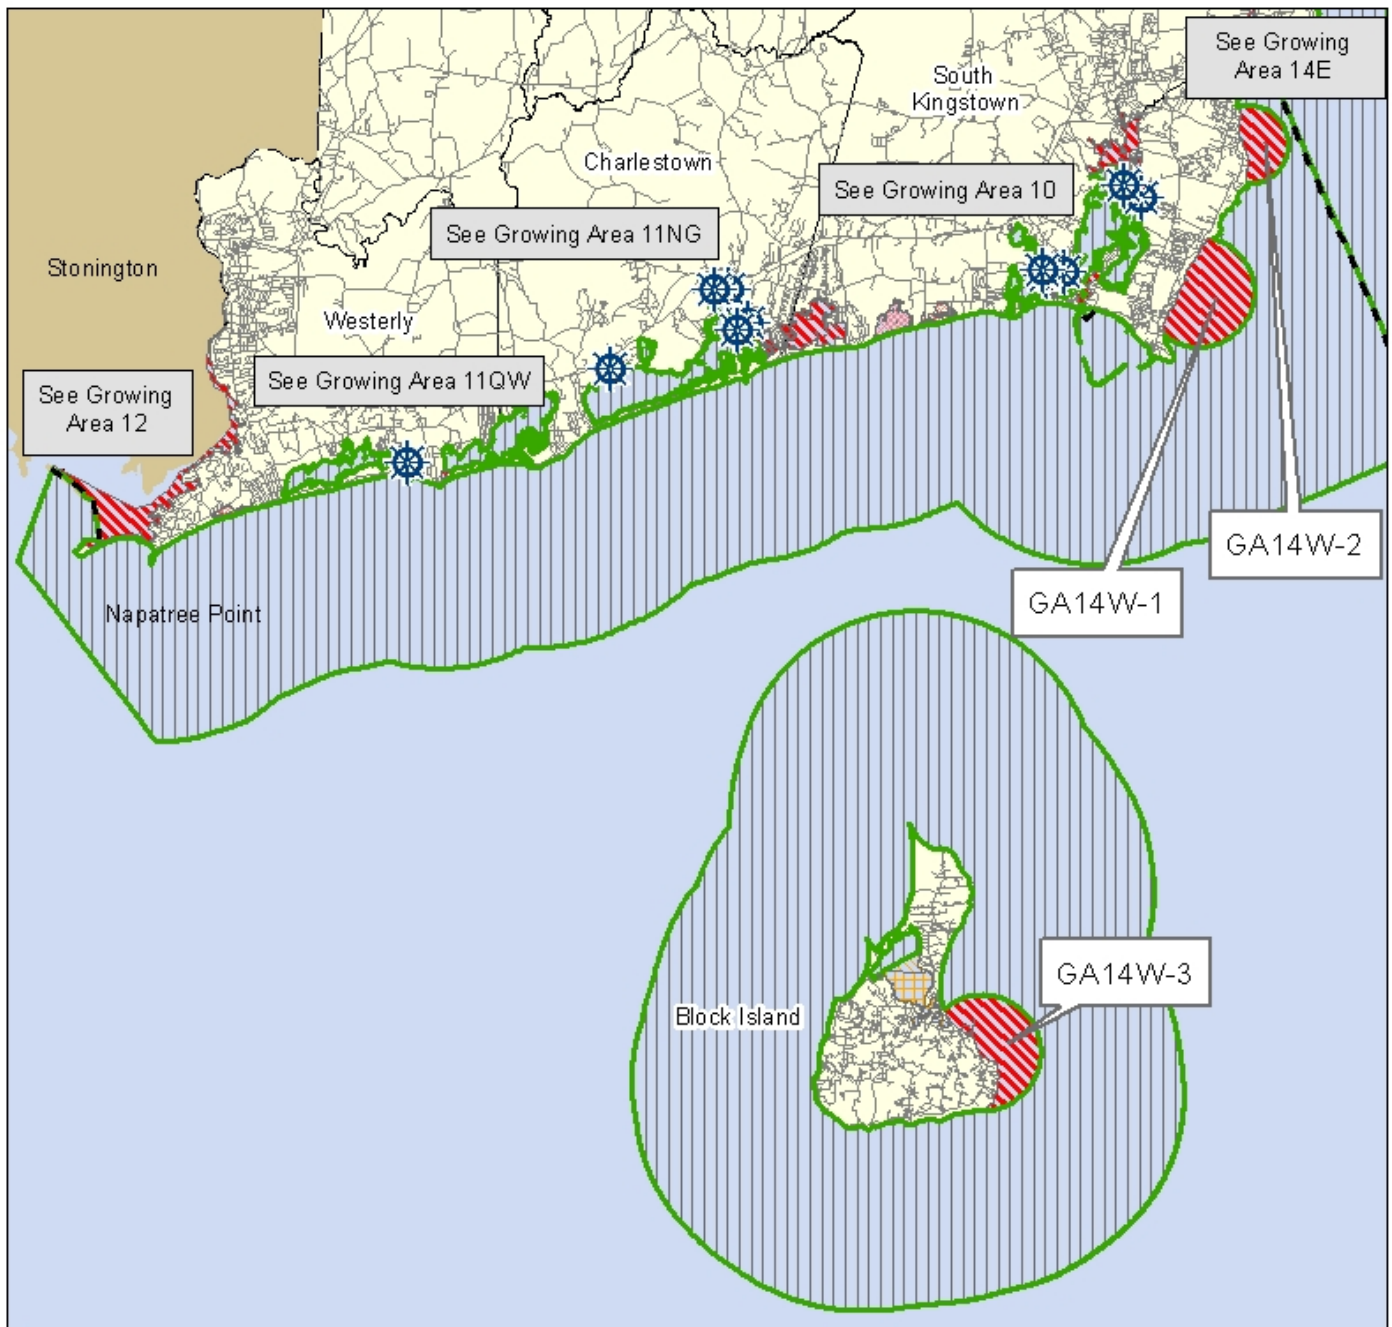 See Growing
Area 14E
South
Kingstown
Charlestown
See Growing Area 10
See Growing Area 11NG
Stonington
Westerly
See Growing Area 11QW
See Growing
Area 12
GA14W-2
GA14W-1
Napatree Point
GA14W-3
Block Island